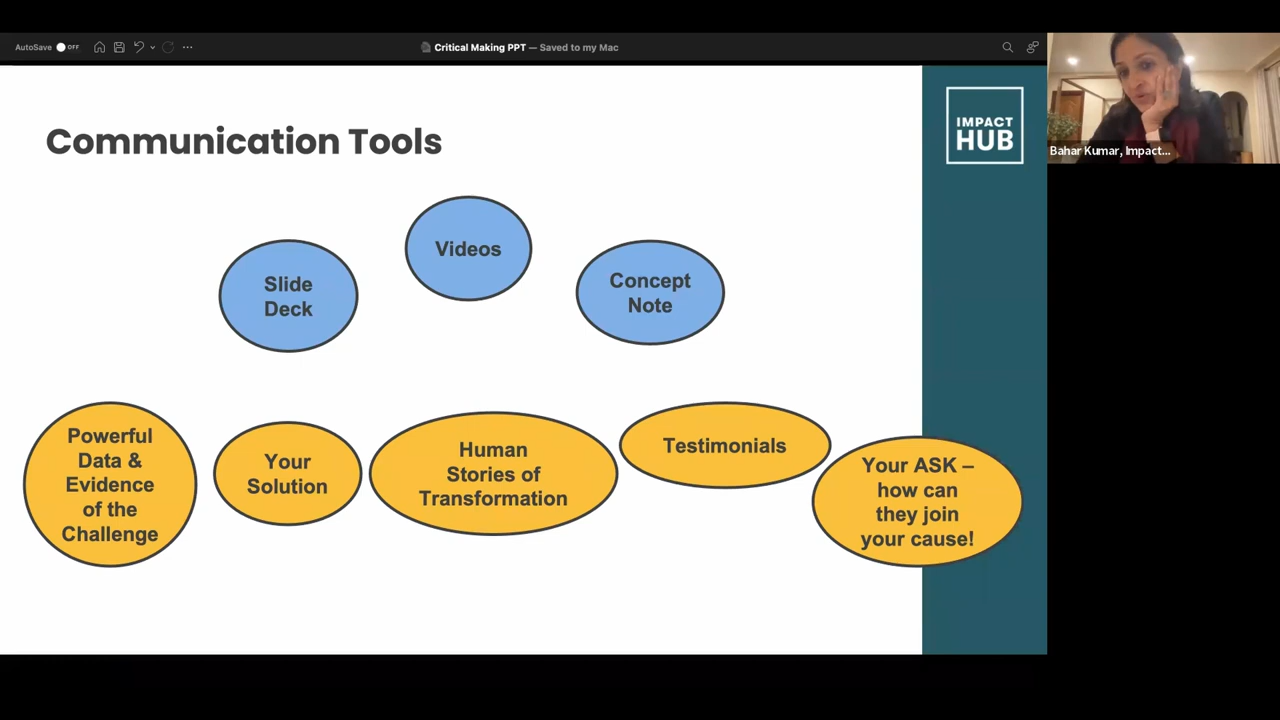 AutoSave OFF
Critical Making PPT — Saved to my Mac
Communication Tools
IMPACT
HUB
Bahar Kumar, Impact...
Videos
Slide
Deck
Concept
Note
Powerful
Data &
Evidence
of the
Challenge
Your
Solution
Human
Stories of
Transformation
Testimonials
Your ASK –
how can
they join
your cause!